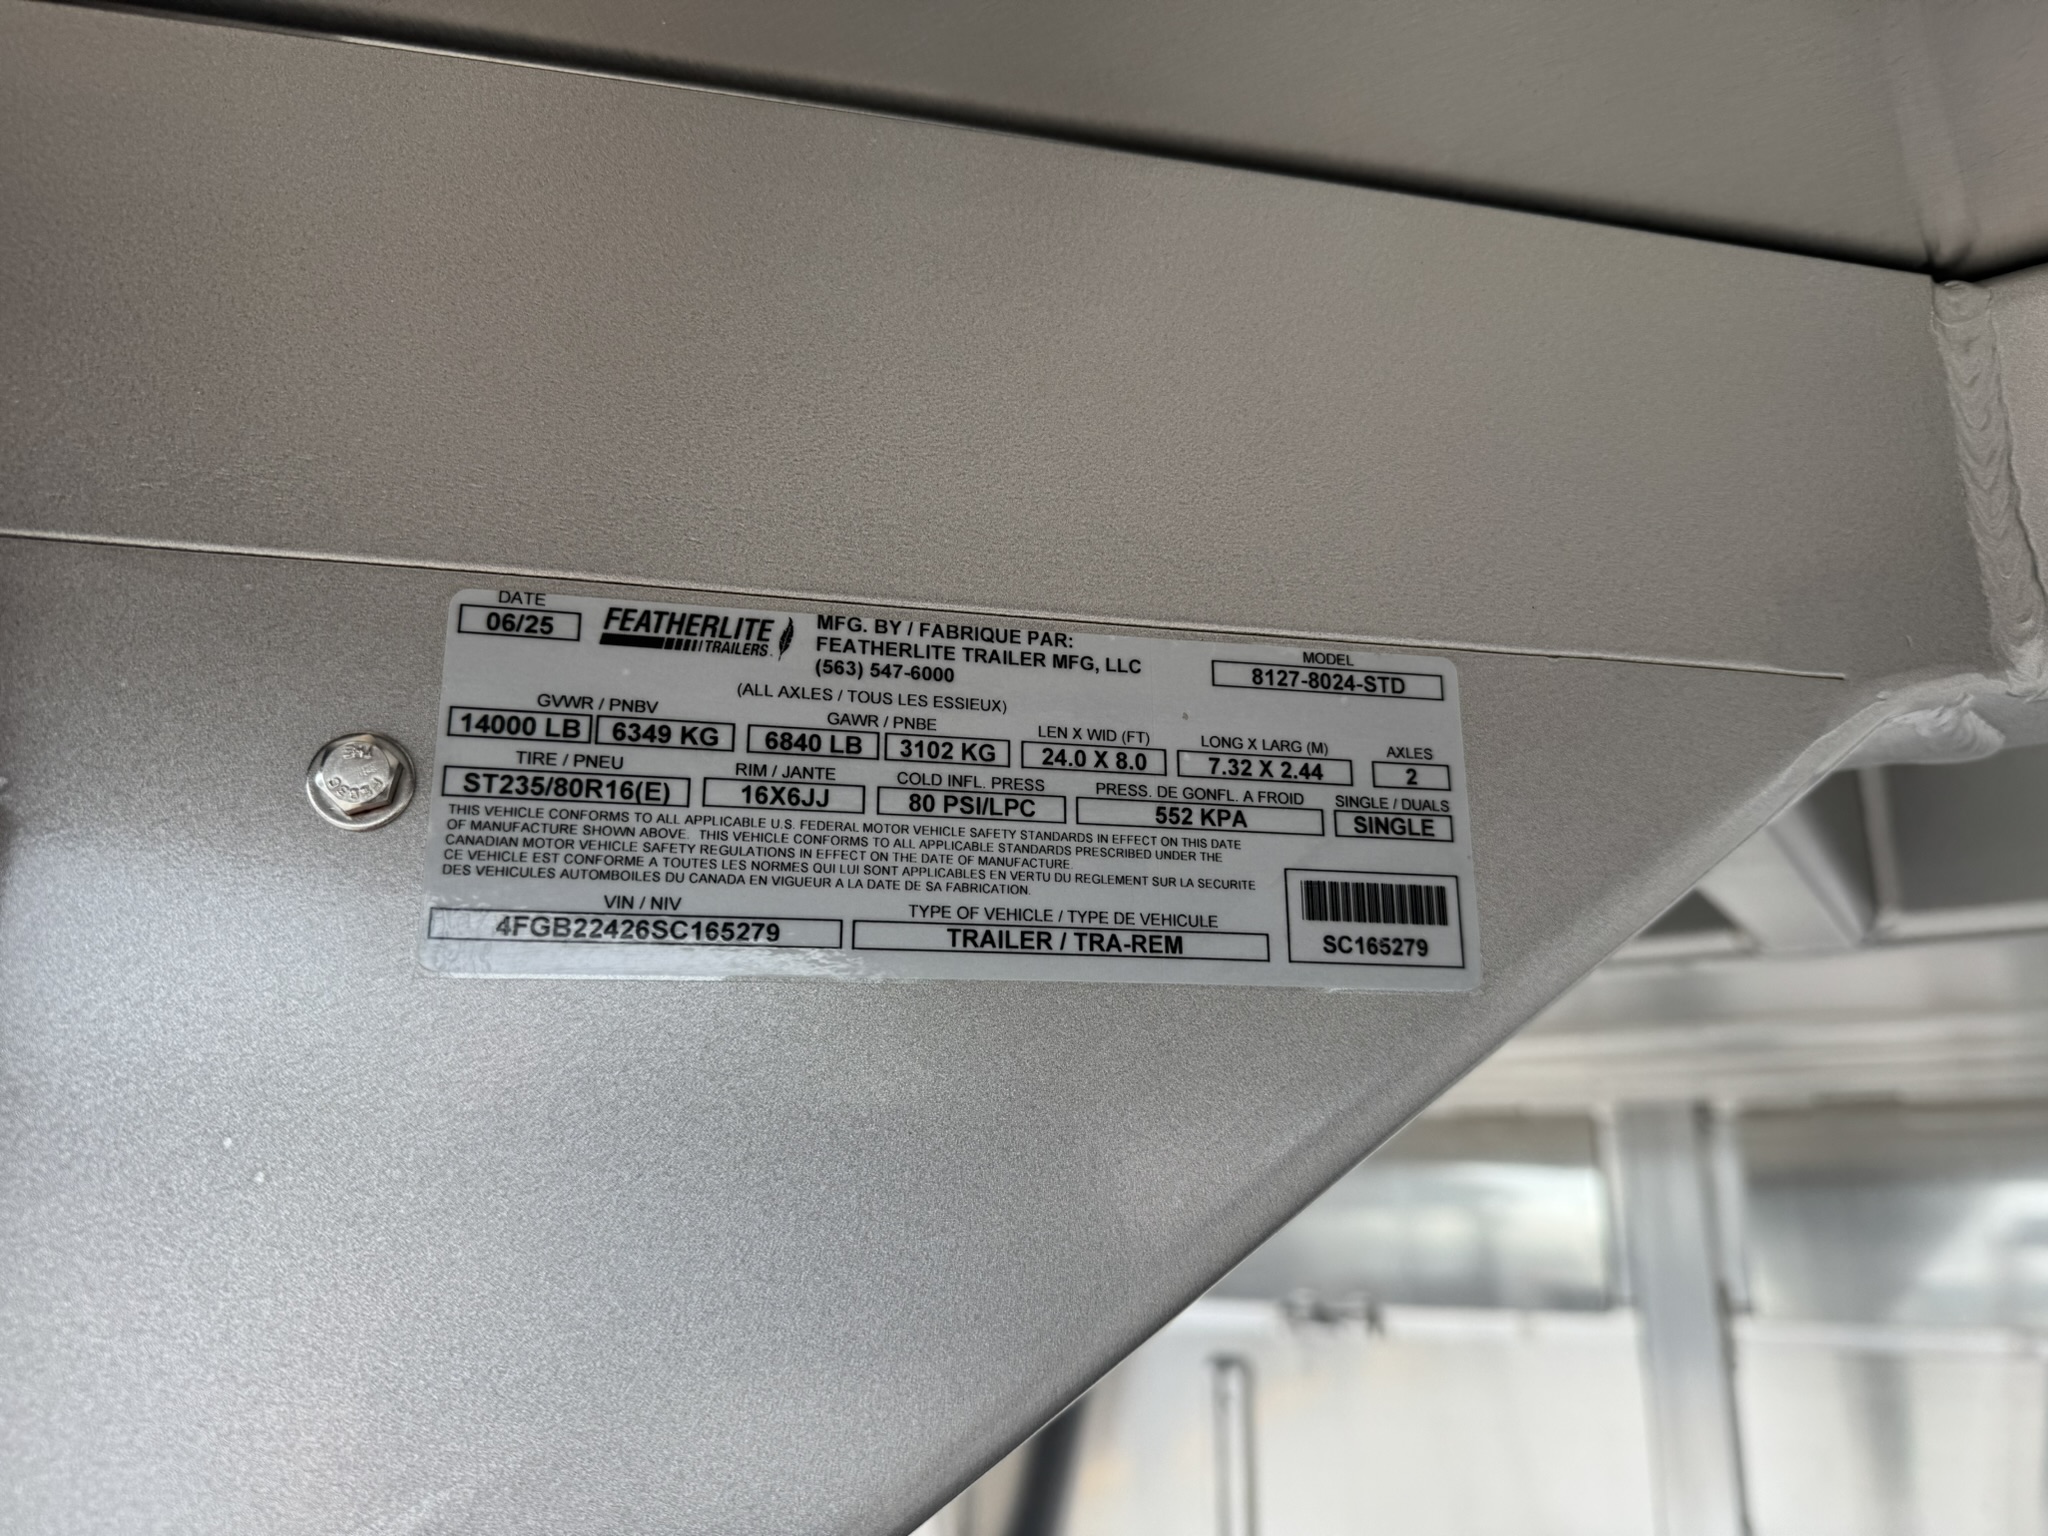 DATE
06/25
FEATHERLITE
TRAILERS
MFG. BY / FABRIQUE PAR:
FEATHERLITE TRAILER MFG, LLC
(563) 547-6000
MODEL
8127-8024-STD
(ALL AXLES / TOUS LES ESSIEUX)
GVWR / PNBV
14000 LB 6349 KG
GAWR / PNBE
6840 LB 3102 KG
LEN X WID (FT)
24.0 X 8.0
LONG X LARG (M)
7.32 X 2.44
AXLES
2
TIRE / PNEU
ST235/80R16(E)
RIM / JANTE
16X6JJ
COLD INFL. PRESS
80 PSI/LPC
PRESS. DE GONFL. A FROID
552 KPA
SINGLE / DUALS
SINGLE
THIS VEHICLE CONFORMS TO ALL APPLICABLE U.S. FEDERAL MOTOR VEHICLE SAFETY STANDARDS IN EFFECT ON THIS DATE
OF MANUFACTURE SHOWN ABOVE. THIS VEHICLE CONFORMS TO ALL APPLICABLE STANDARDS PRESCRIBED UNDER THE
CANADIAN MOTOR VEHICLE SAFETY REGULATIONS IN EFFECT ON THE DATE OF MANUFACTURE.
CE VEHICLE EST CONFORME A TOUTES LES NORMES QUI LUI SONT APPLICABLES EN VERTU DU REGLEMENT SUR LA SECURITE
DES VEHICULES AUTOMBOILES DU CANADA EN VIGUEUR A LA DATE DE SA FABRICATION.
VIN / NIV
4FGB22426SC165279
TYPE OF VEHICLE / TYPE DE VEHICULE
TRAILER / TRA-REM
SC165279